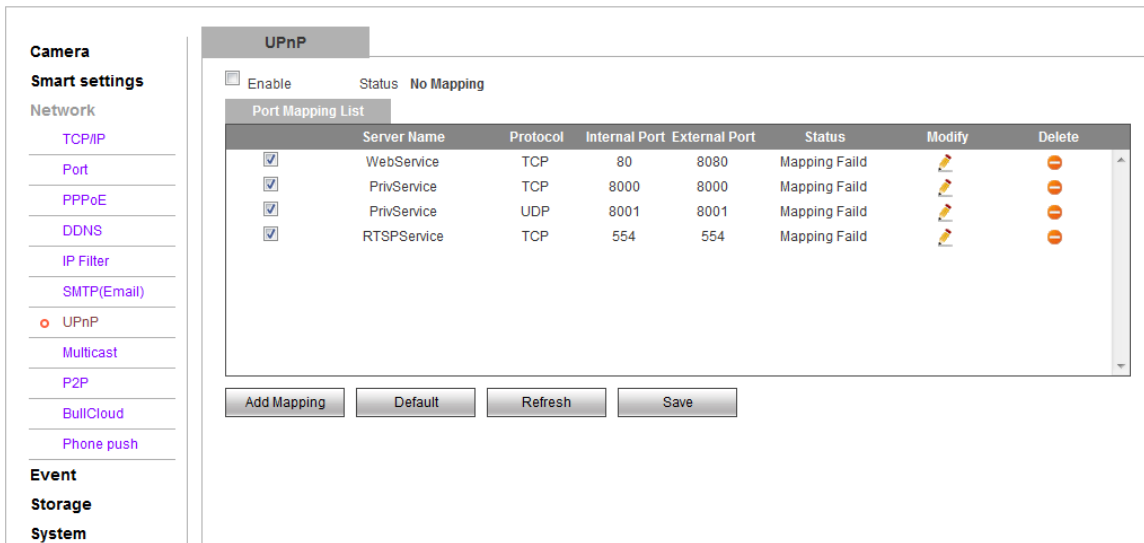 Camera
Smart settings
Network
TCP/IP
Port
PPPoE
DDNS
IP Filter
SMTP(Email)
UPnP
Multicast
P2P
BullCloud
Phone push
Event
Storage
System
UPnP
Enable Status No Mapping
Port Mapping List
Server Name Protocol Internal Port External Port Status Modify Delete
WebService TCP 80 8080 Mapping Faild
PrivService TCP 8000 8000 Mapping Faild
PrivService UDP 8001 8001 Mapping Faild
RTSPService TCP 554 554 Mapping Faild
Add Mapping Default Refresh Save